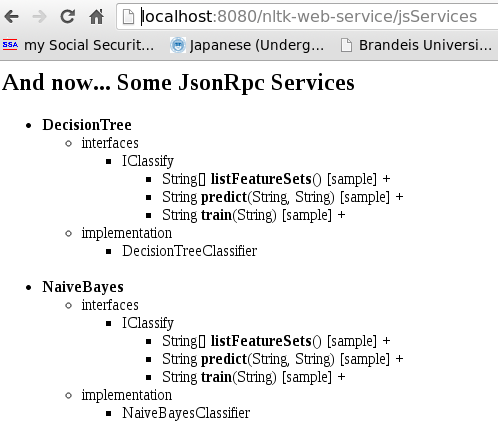 localhost:8080/nltk-web-service/jsServices
SSA my Social Securit... Japanese (Underg... Brandeis Universi...
And now... Some JsonRpc Services
DecisionTree
interfaces
IClassify
String[] listFeatureSets() [sample] +
String predict(String, String) [sample] +
String train(String) [sample] +
implementation
DecisionTreeClassifier
NaiveBayes
interfaces
IClassify
String[] listFeatureSets() [sample] +
String predict(String, String) [sample] +
String train(String) [sample] +
implementation
NaiveBayesClassifier